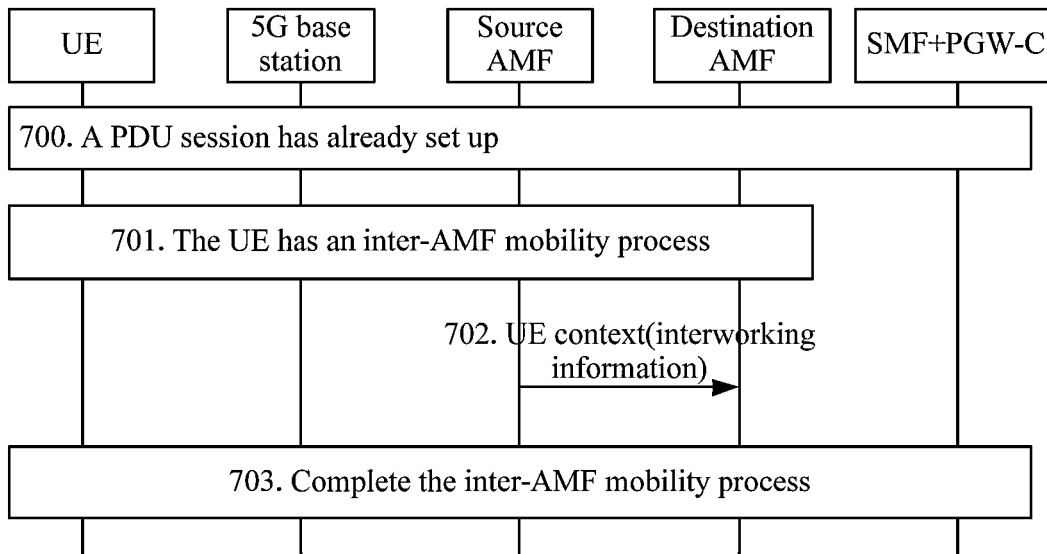 UE
5G base
station
Source
AMF
Destination
AMF
SMF+PGW-C
700. A PDU session has already set up
701. The UE has an inter-AMF mobility process
702. UE context(interworking
information)
703. Complete the inter-AMF mobility process